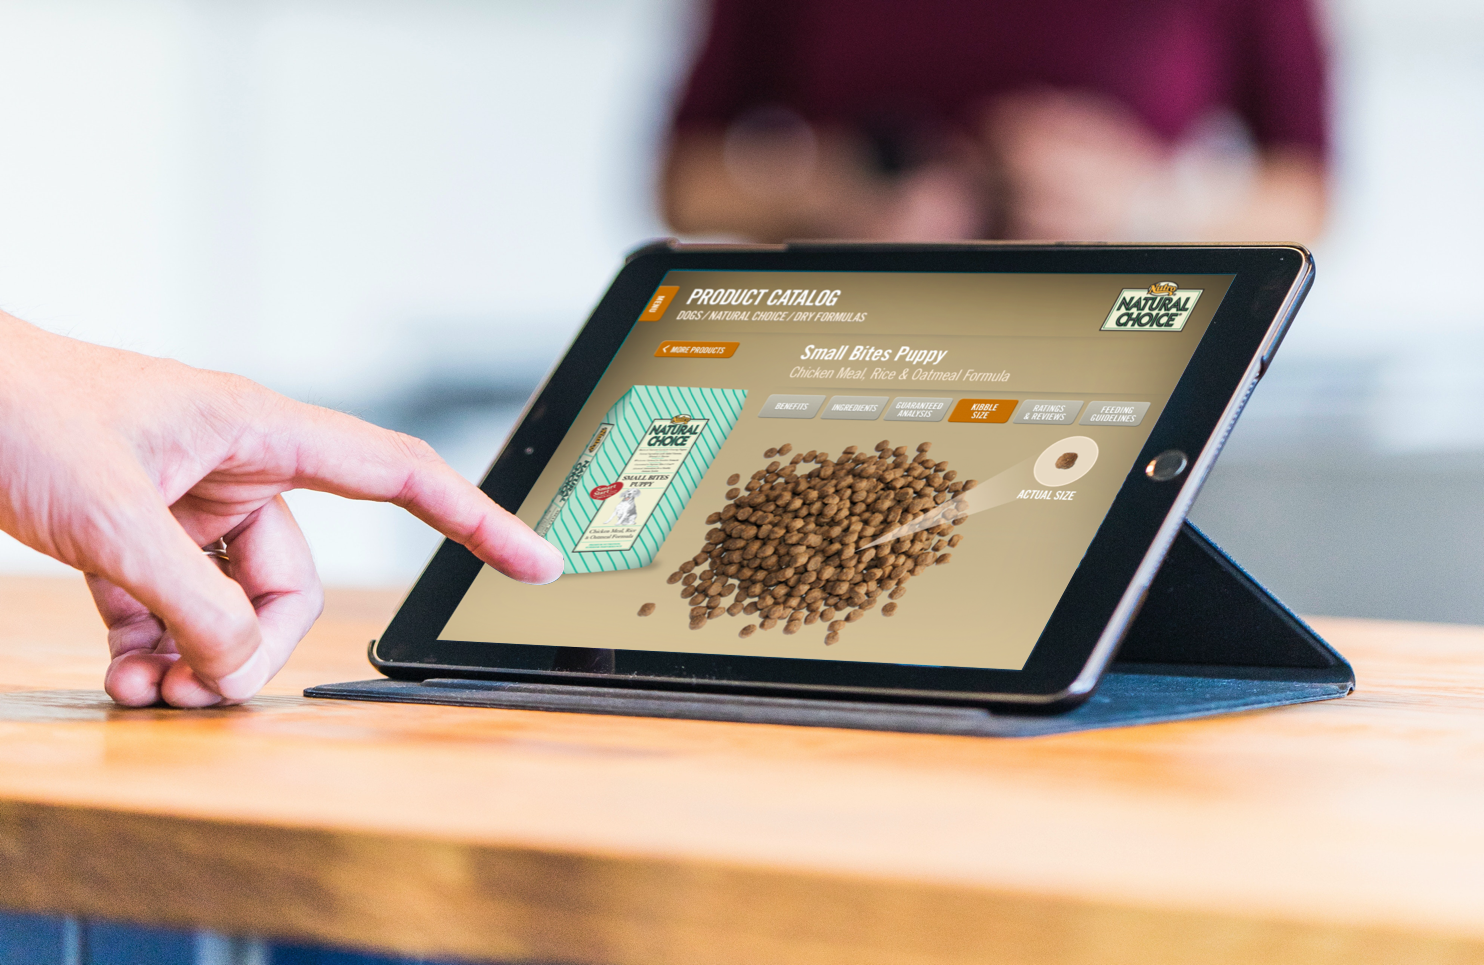 MENU
PRODUCT CATALOG
DOGS / NATURAL CHOICE / DRY FORMULAS
Nutro
NATURAL
CHOICE
< MORE PRODUCTS
Small Bites Puppy
Chicken Meal, Rice & Oatmeal Formula
BENEFITS
INGREDIENTS
GUARANTEED
ANALYSIS
KIBBLE
SIZE
RATINGS
& REVIEWS
FEEDING
GUIDELINES
NATURAL
CHOICE
SMALL BITES
PUPPY
Chicken Meal, Rice
& Oatmeal Formula
ACTUAL SIZE